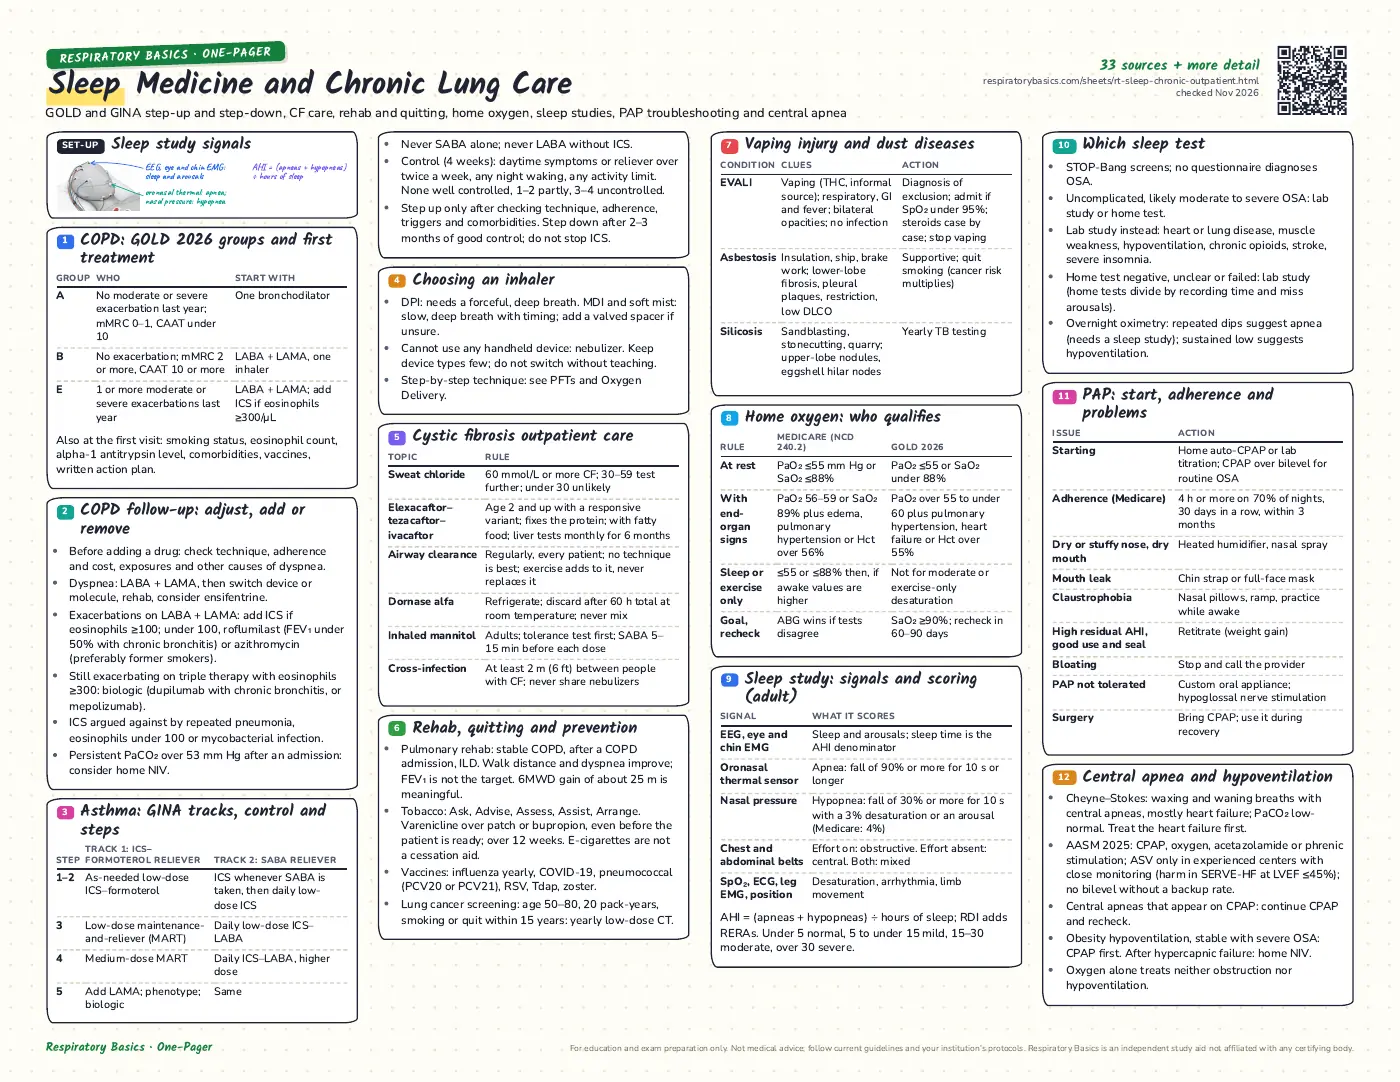 RESPIRATORY BASICS · ONE-PAGER
Sleep Medicine and Chronic Lung Care
GOLD and GINA step-up and step-down, CF care, rehab and quitting, home oxygen, sleep studies, PAP troubleshooting and central apnea
33 sources + more detail
respiratorybasics.com/sheets/rt-sleep-chronic-outpatient.html
checked Nov 2026
SET-UP Sleep study signals
EEG, eye and chin EMG:
sleep and arousals
oronasal thermal: apnea;
nasal pressure: hypopnea
AHI = (apneas + hypopneas)
÷ hours of sleep
1 COPD: GOLD 2026 groups and first
treatment
GROUP WHO START WITH
A No moderate or severe One bronchodilator
exacerbation last year;
mMRC 0–1, CAAT under
10
B No exacerbation; mMRC 2 LABA + LAMA, one
or more, CAAT 10 or more inhaler
E 1 or more moderate or LABA + LAMA; add
severe exacerbations last ICS if eosinophils
year ≥300/µL
Also at the first visit: smoking status, eosinophil count,
alpha-1 antitrypsin level, comorbidities, vaccines,
written action plan.
2 COPD follow-up: adjust, add or
remove
• Before adding a drug: check technique, adherence
and cost, exposures and other causes of dyspnea.
• Dyspnea: LABA + LAMA, then switch device or
molecule, rehab, consider ensifentrine.
• Exacerbations on LABA + LAMA: add ICS if
eosinophils ≥100; under 100, roflumilast (FEV₁ under
50% with chronic bronchitis) or azithromycin
(preferably former smokers).
• Still exacerbating on triple therapy with eosinophils
≥300: biologic (dupilumab with chronic bronchitis, or
mepolizumab).
• ICS argued against by repeated pneumonia,
eosinophils under 100 or mycobacterial infection.
• Persistent PaCO₂ over 53 mm Hg after an admission:
consider home NIV.
3 Asthma: GINA tracks, control and
steps
STEP TRACK 1: ICS–FORMOTEROL RELIEVER TRACK 2: SABA RELIEVER
1–2 As-needed low-dose ICS whenever SABA is
ICS–formoterol taken, then daily low-
dose ICS
3 Low-dose maintenance- Daily low-dose ICS–
and-reliever (MART) LABA
4 Medium-dose MART Daily ICS–LABA, higher
dose
5 Add LAMA; phenotype; Same
biologic
• Never SABA alone; never LABA without ICS.
• Control (4 weeks): daytime symptoms or reliever over
twice a week, any night waking, any activity limit.
None well controlled, 1–2 partly, 3–4 uncontrolled.
• Step up only after checking technique, adherence,
triggers and comorbidities. Step down after 2–3
months of good control; do not stop ICS.
4 Choosing an inhaler
• DPI: needs a forceful, deep breath. MDI and soft mist:
slow, deep breath with timing; add a valved spacer if
unsure.
• Cannot use any handheld device: nebulizer. Keep
device types few; do not switch without teaching.
• Step-by-step technique: see PFTs and Oxygen
Delivery.
5 Cystic fibrosis outpatient care
TOPIC RULE
Sweat chloride 60 mmol/L or more CF; 30–59 test
further; under 30 unlikely
Elexacaftor– Age 2 and up with a responsive
tezacaftor– variant; fixes the protein; with fatty
ivacaftor food; liver tests monthly for 6 months
Airway clearance Regularly, every patient; no technique
is best; exercise adds to it, never
replaces it
Dornase alfa Refrigerate; discard after 60 h total at
room temperature; never mix
Inhaled mannitol Adults; tolerance test first; SABA 5–
15 min before each dose
Cross-infection At least 2 m (6 ft) between people
with CF; never share nebulizers
6 Rehab, quitting and prevention
• Pulmonary rehab: stable COPD, after a COPD
admission, ILD. Walk distance and dyspnea improve;
FEV₁ is not the target. 6MWD gain of about 25 m is
meaningful.
• Tobacco: Ask, Advise, Assess, Assist, Arrange.
Varenicline over patch or bupropion, even before the
patient is ready; over 12 weeks. E-cigarettes are not
a cessation aid.
• Vaccines: influenza yearly, COVID-19, pneumococcal
(PCV20 or PCV21), RSV, Tdap, zoster.
• Lung cancer screening: age 50–80, 20 pack-years,
smoking or quit within 15 years: yearly low-dose CT.
7 Vaping injury and dust diseases
CONDITION CLUES ACTION
EVALI Vaping (THC, informal Diagnosis of
source); respiratory, GI exclusion; admit if
and fever; bilateral SpO₂ under 95%;
opacities; no infection steroids case by
case; stop vaping
Asbestosis Insulation, ship, brake Supportive; quit
work; lower-lobe smoking (cancer risk
fibrosis, pleural multiplies)
plaques, restriction,
low DLCO
Silicosis Sandblasting, Yearly TB testing
stonecutting, quarry;
upper-lobe nodules,
eggshell hilar nodes
8 Home oxygen: who qualifies
RULE MEDICARE (NCD 240.2) GOLD 2026
At rest PaO₂ ≤55 mm Hg or PaO₂ ≤55 or SaO₂
SaO₂ ≤88% under 88%
With PaO₂ 56–59 or SaO₂ PaO₂ over 55 to under
end- 89% plus edema, 60 plus pulmonary
organ pulmonary hypertension, heart
signs hypertension or Hct failure or Hct over
over 56% 55%
Sleep or ≤55 or ≤88% then, if Not for moderate or
exercise awake values are exercise-only
only higher desaturation
Goal, ABG wins if tests SaO₂ ≥90%; recheck in
recheck disagree 60–90 days
9 Sleep study: signals and scoring
(adult)
SIGNAL WHAT IT SCORES
EEG, eye and Sleep and arousals; sleep time is the
chin EMG AHI denominator
Oronasal Apnea: fall of 90% or more for 10 s or
thermal sensor longer
Nasal pressure Hypopnea: fall of 30% or more for 10 s
with a 3% desaturation or an arousal
(Medicare: 4%)
Chest and Effort on: obstructive. Effort absent:
abdominal belts central. Both: mixed
SpO₂, ECG, leg Desaturation, arrhythmia, limb
EMG, position movement
AHI = (apneas + hypopneas) ÷ hours of sleep; RDI adds
RERAs. Under 5 normal, 5 to under 15 mild, 15–30
moderate, over 30 severe.
10 Which sleep test
• STOP-Bang screens; no questionnaire diagnoses
OSA.
• Uncomplicated, likely moderate to severe OSA: lab
study or home test.
• Lab study instead: heart or lung disease, muscle
weakness, hypoventilation, chronic opioids, stroke,
severe insomnia.
• Home test negative, unclear or failed: lab study
(home tests divide by recording time and miss
arousals).
• Overnight oximetry: repeated dips suggest apnea
(needs a sleep study); sustained low suggests
hypoventilation.
11 PAP: start, adherence and
problems
ISSUE ACTION
Starting Home auto-CPAP or lab
titration; CPAP over bilevel for
routine OSA
Adherence (Medicare) 4 h or more on 70% of nights,
30 days in a row, within 3
months
Dry or stuffy nose, dry Heated humidifier, nasal spray
mouth
Mouth leak Chin strap or full-face mask
Claustrophobia Nasal pillows, ramp, practice
while awake
High residual AHI, Retitrate (weight gain)
good use and seal
Bloating Stop and call the provider
PAP not tolerated Custom oral appliance;
hypoglossal nerve stimulation
Surgery Bring CPAP; use it during
recovery
12 Central apnea and hypoventilation
• Cheyne–Stokes: waxing and waning breaths with
central apneas, mostly heart failure; PaCO₂ low-
normal. Treat the heart failure first.
• AASM 2025: CPAP, oxygen, acetazolamide or phrenic
stimulation; ASV only in experienced centers with
close monitoring (harm in SERVE-HF at LVEF ≤45%);
no bilevel without a backup rate.
• Central apneas that appear on CPAP: continue CPAP
and recheck.
• Obesity hypoventilation, stable with severe OSA:
CPAP first. After hypercapnic failure: home NIV.
• Oxygen alone treats neither obstruction nor
hypoventilation.
Respiratory Basics · One-Pager
For education and exam preparation only. Not medical advice; follow current guidelines and your institution's protocols. Respiratory Basics is an independent study aid not affiliated with any certifying body.